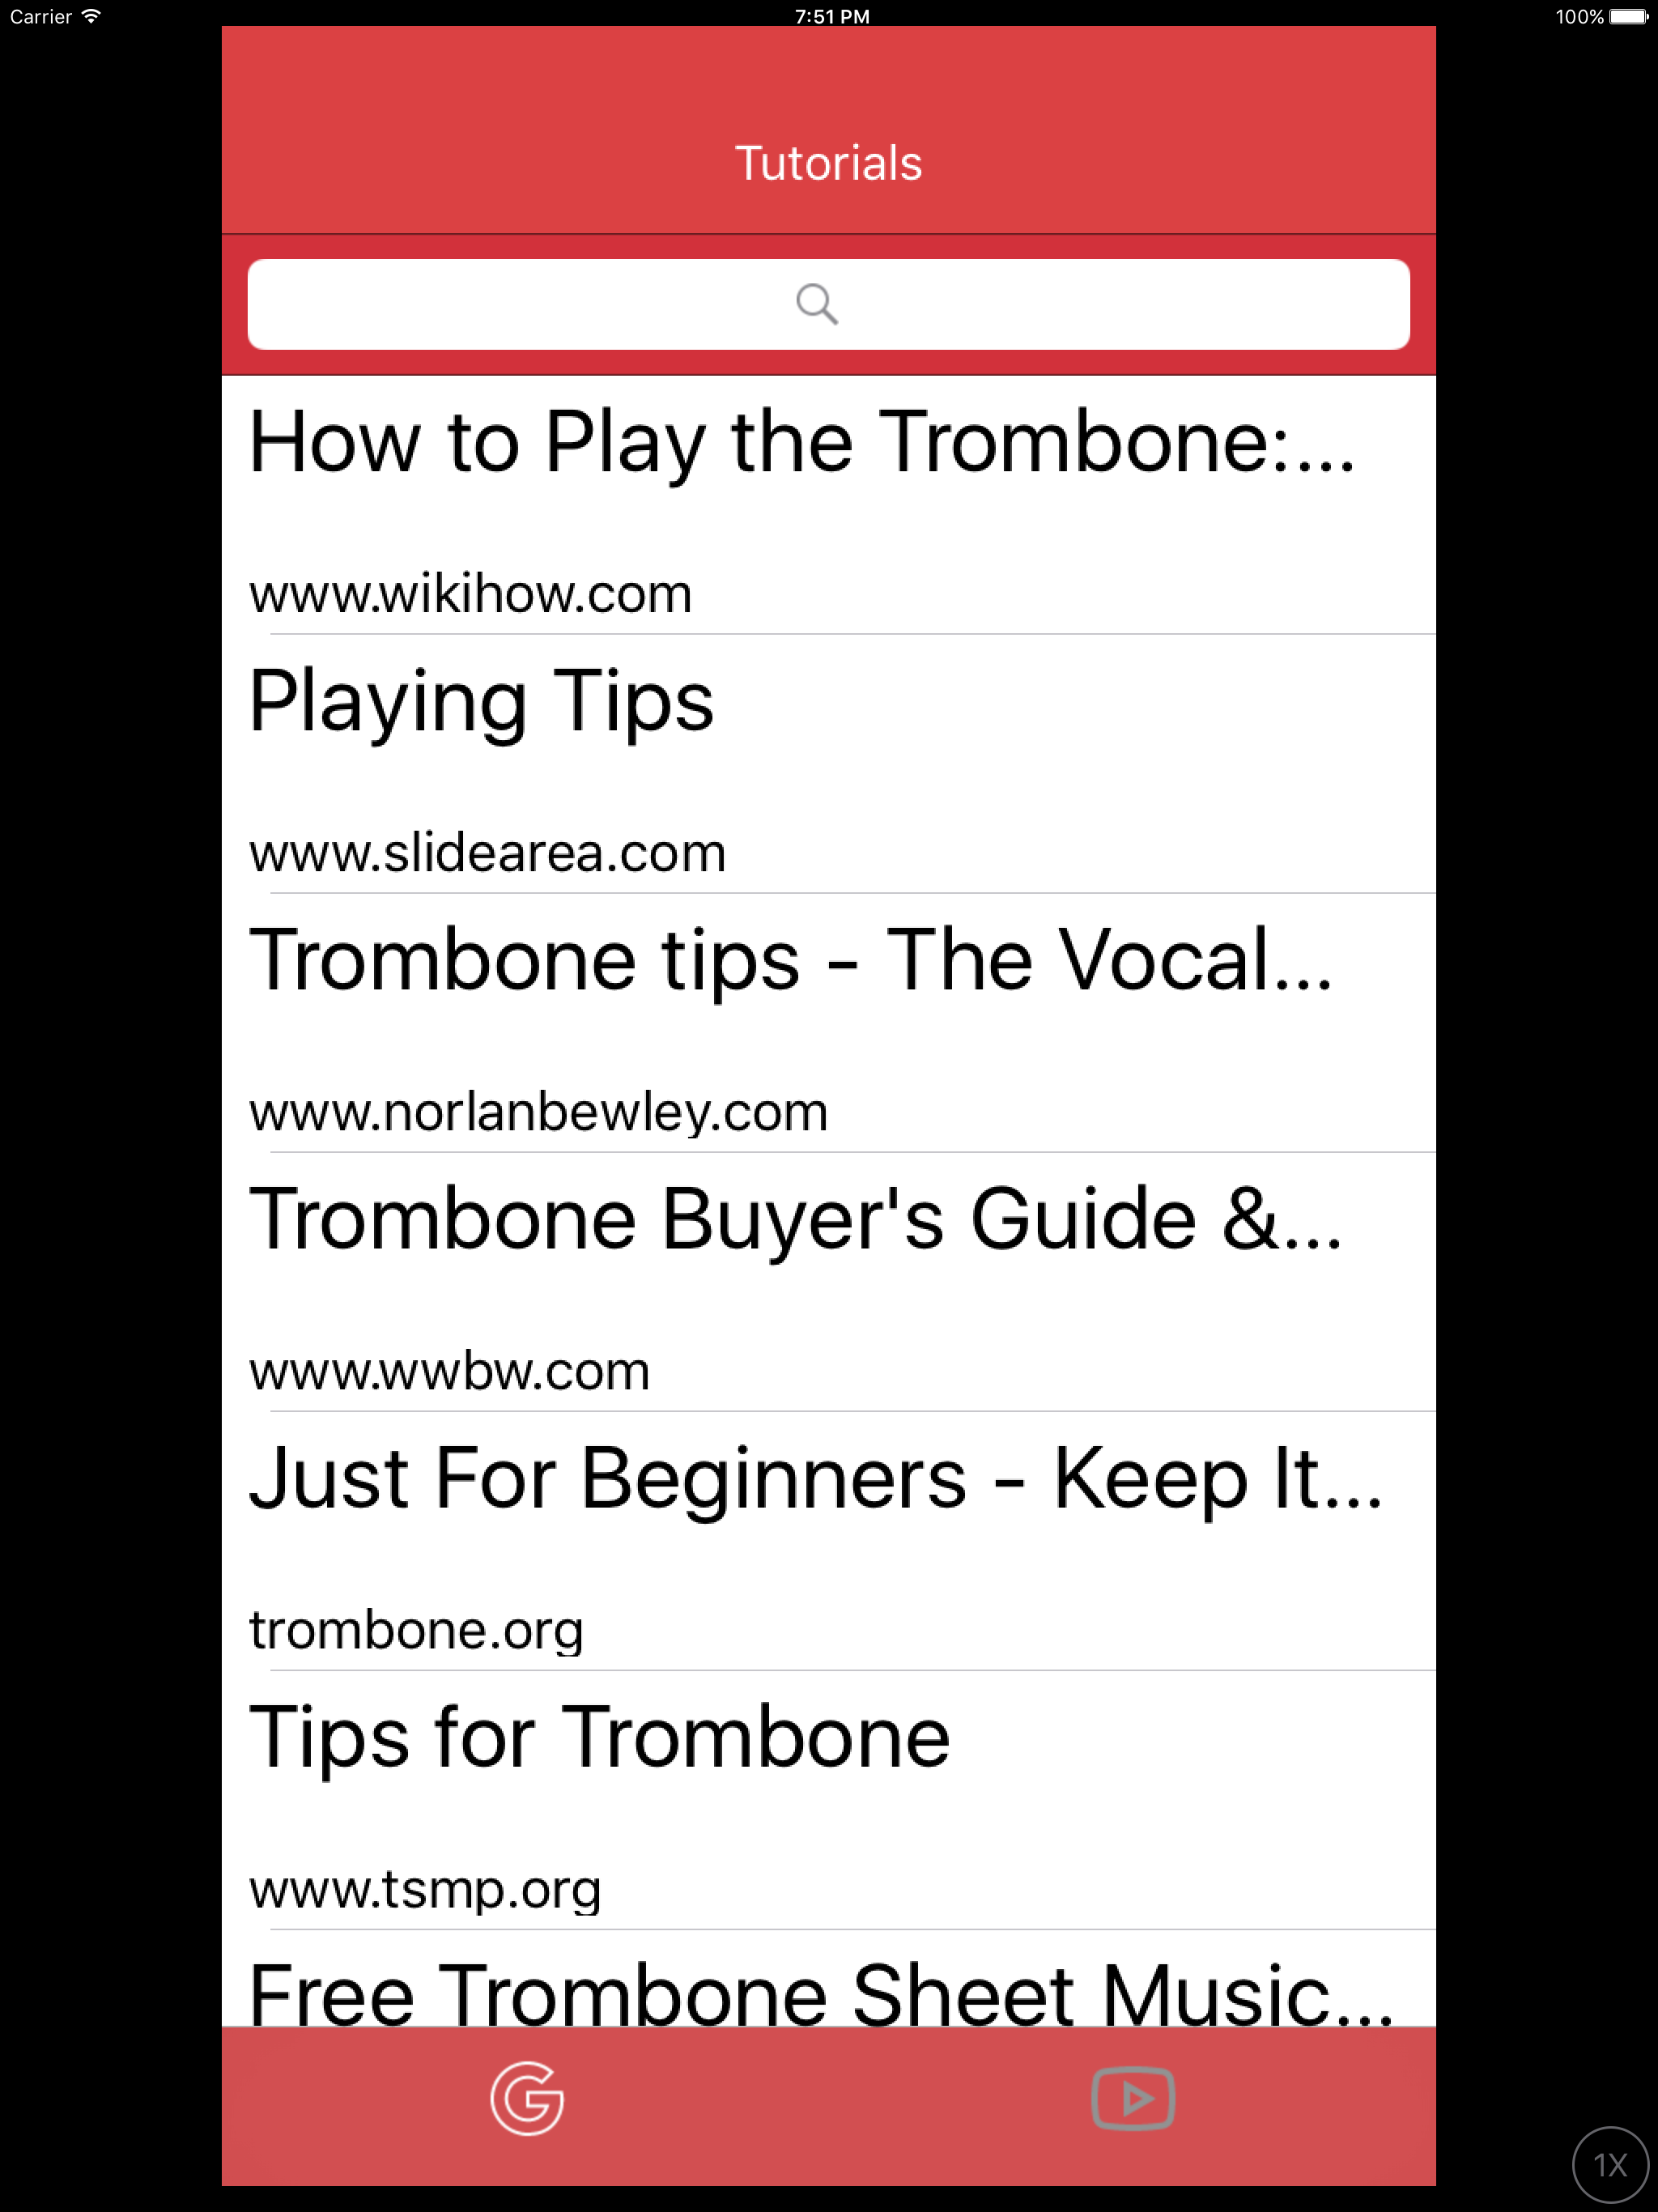 Carrier 7:51 PM 100%
Tutorials
How to Play the Trombone:...
www.wikihow.com
Playing Tips
www.slidearea.com
Trombone tips - The Vocal...
www.norlanbewley.com
Trombone Buyer's Guide &...
www.wwbw.com
Just For Beginners - Keep It...
trombone.org
Tips for Trombone
www.tsmp.org
Free Trombone Sheet Music...
G
1X